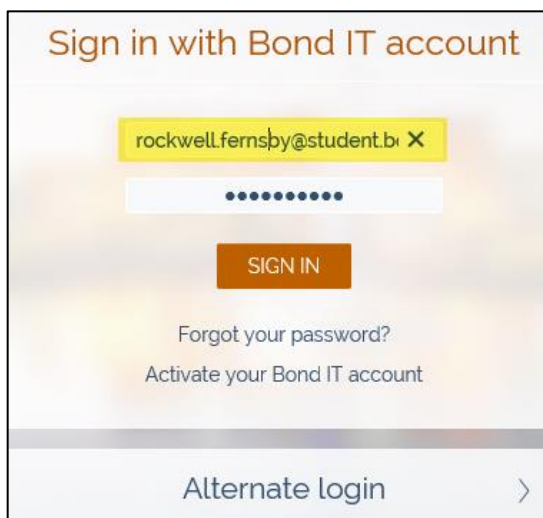 Sign in with Bond IT account
rockwell.fernsby@student.b
SIGN IN
Forgot your password?
Activate your Bond IT account
Alternate login